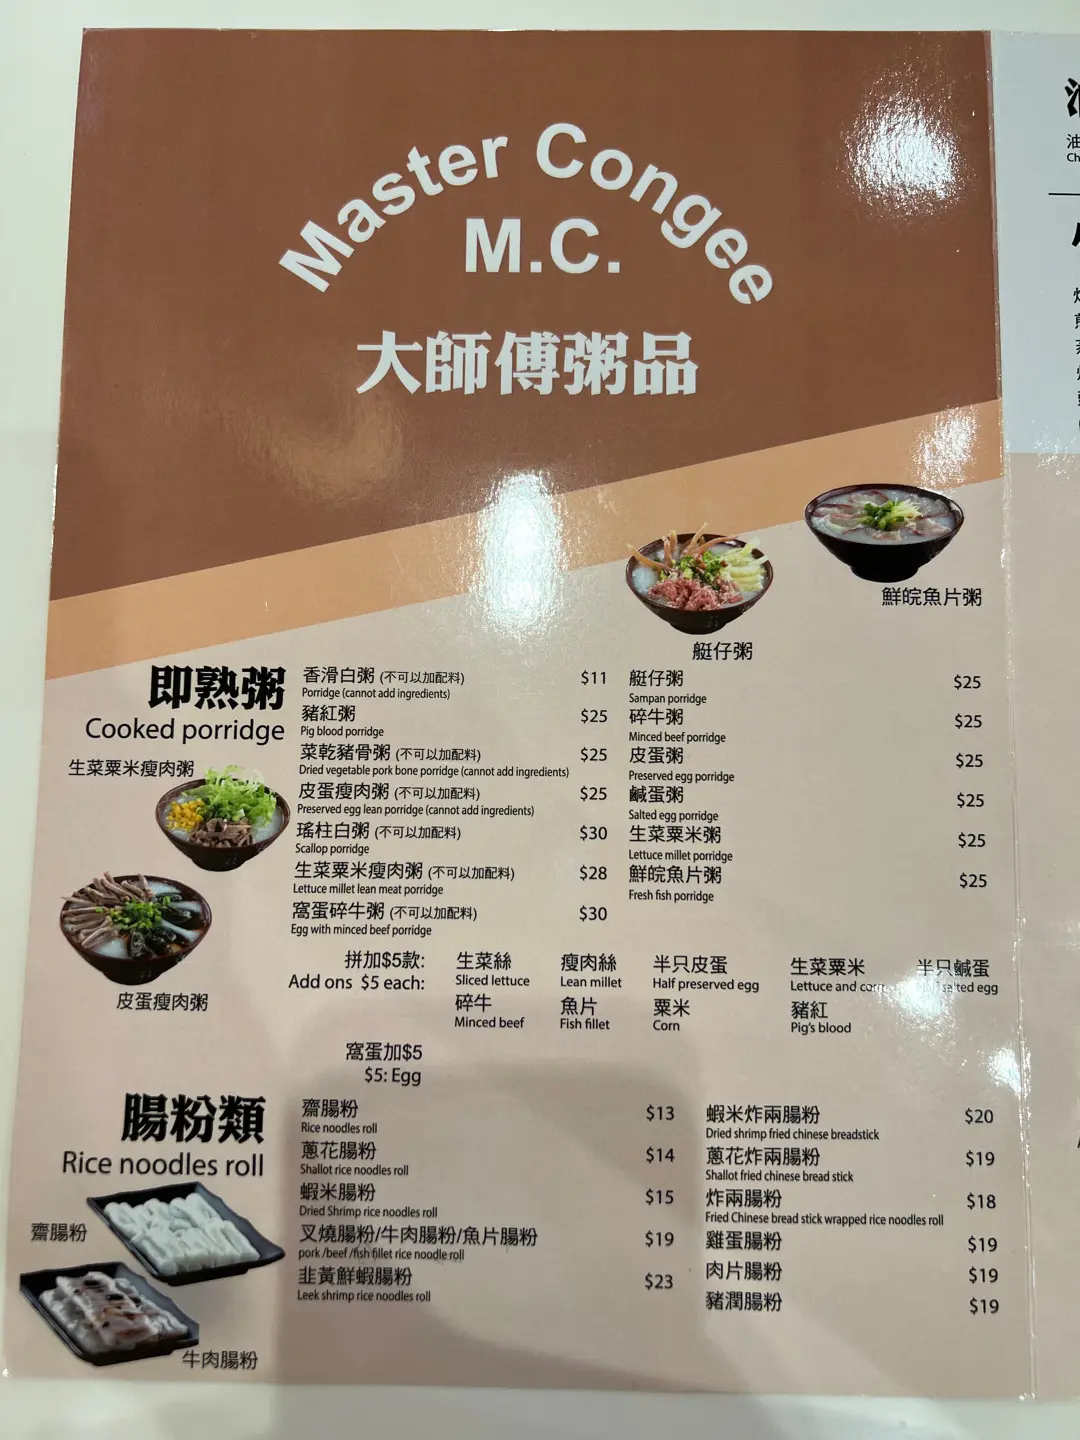 Master Congee
M.C.
大師傅粥品
鮮皖魚片粥
艇仔粥
即熟粥
Cooked porridge
生菜粟米瘦肉粥
皮蛋瘦肉粥
香滑白粥 (不可以加配料) $11
Porridge (cannot add ingredients)
豬紅粥 $25
Pig blood porridge
菜乾豬骨粥 (不可以加配料) $25
Dried vegetable pork bone porridge (cannot add ingredients)
皮蛋瘦肉粥 (不可以加配料) $25
Preserved egg lean porridge (cannot add ingredients)
瑤柱白粥 (不可以加配料) $30
Scallop porridge
生菜粟米瘦肉粥 (不可以加配料) $28
Lettuce millet lean meat porridge
窩蛋碎牛粥 (不可以加配料) $30
Egg with minced beef porridge
艇仔粥 $25
Sampan porridge
碎牛粥 $25
Minced beef porridge
皮蛋粥 $25
Preserved egg porridge
鹹蛋粥 $25
Salted egg porridge
生菜粟米粥 $25
Lettuce millet porridge
鮮皖魚片粥 $25
Fresh fish porridge
拼加$5款: 生菜絲 瘦肉絲 半只皮蛋 生菜粟米 半只鹹蛋
Add ons $5 each: Sliced lettuce Lean millet Half preserved egg Lettuce and corn salted egg
碎牛 魚片 粟米 豬紅
Minced beef Fish fillet Corn Pig's blood
窩蛋加$5
$5: Egg
腸粉類
Rice noodles roll
齋腸粉
牛肉腸粉
齋腸粉 $13
Rice noodles roll
蔥花腸粉 $14
Shallot rice noodles roll
蝦米腸粉 $15
Dried Shrimp rice noodles roll
叉燒腸粉/牛肉腸粉/魚片腸粉 $19
pork /beef /fish fillet rice noodle roll
韭黃鮮蝦腸粉 $23
Leek shrimp rice noodles roll
蝦米炸兩腸粉 $20
Dried shrimp fried chinese breadstick
蔥花炸兩腸粉 $19
Shallot fried chinese bread stick
炸兩腸粉 $18
Fried Chinese bread stick wrapped rice noodles roll
雞蛋腸粉 $19
肉片腸粉 $19
豬潤腸粉 $19
油
Ch